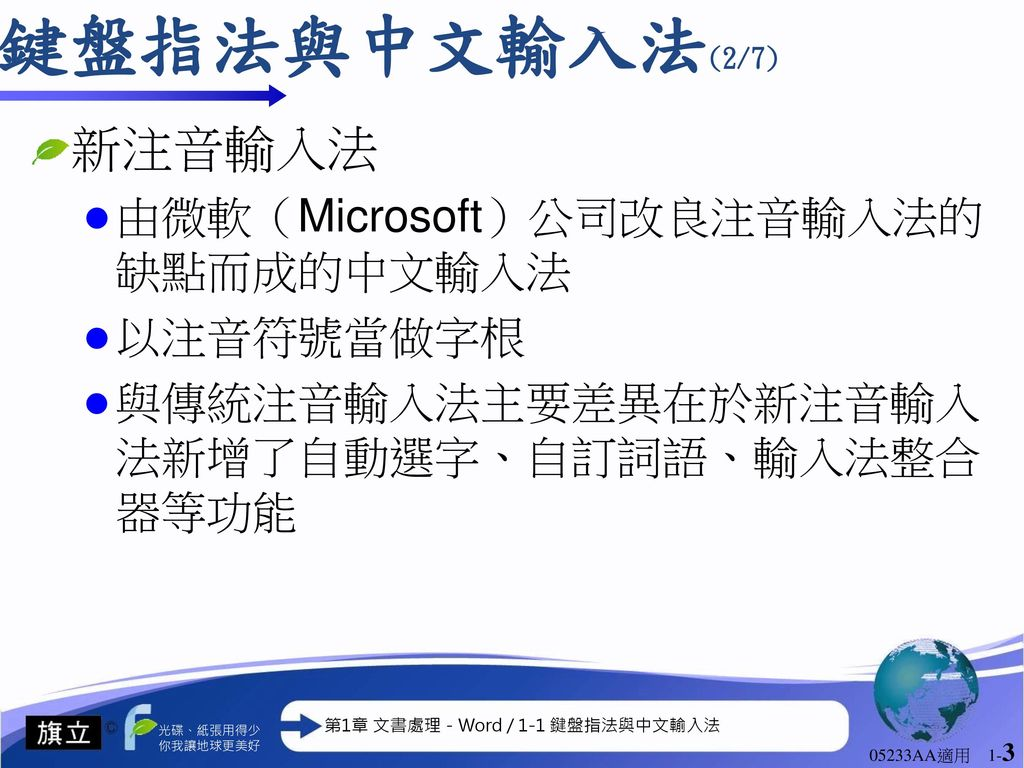 鍵盤指法與中文輸入法(2/7)
新注音輸入法
由微軟（Microsoft）公司改良注音輸入法的
缺點而成的中文輸入法
以注音符號當做字根
與傳統注音輸入法主要差異在於新注音輸入
法新增了自動選字、自訂詞語、輸入法整合
器等功能
旗立 © F 光碟、紙張用得少
你我讓地球更美好
第1章 文書處理 - Word / 1-1 鍵盤指法與中文輸入法
05233AA適用 1-3